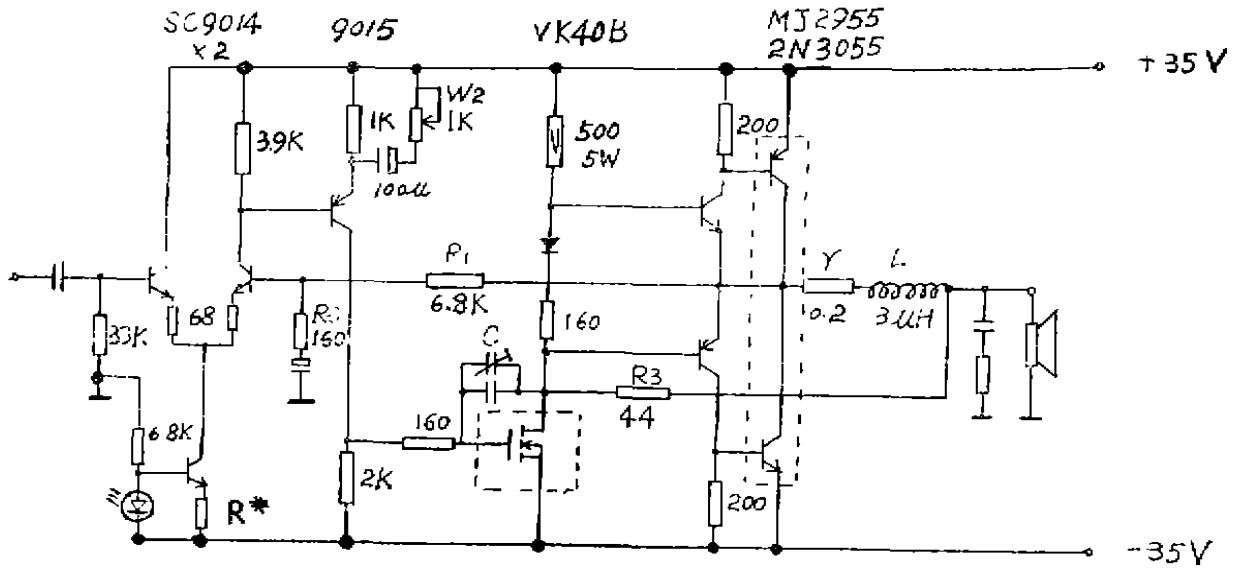 SC9014
×2
9015
VK40B
MJ2955
2N3055
+35V
3.9K
1K
W2
1K
100u
500
5W
200
68
33K
6.8K
R*
160
R1
6.8K
C
160
2K
160
R3
44
r
0.2
L
3uH
200
-35V